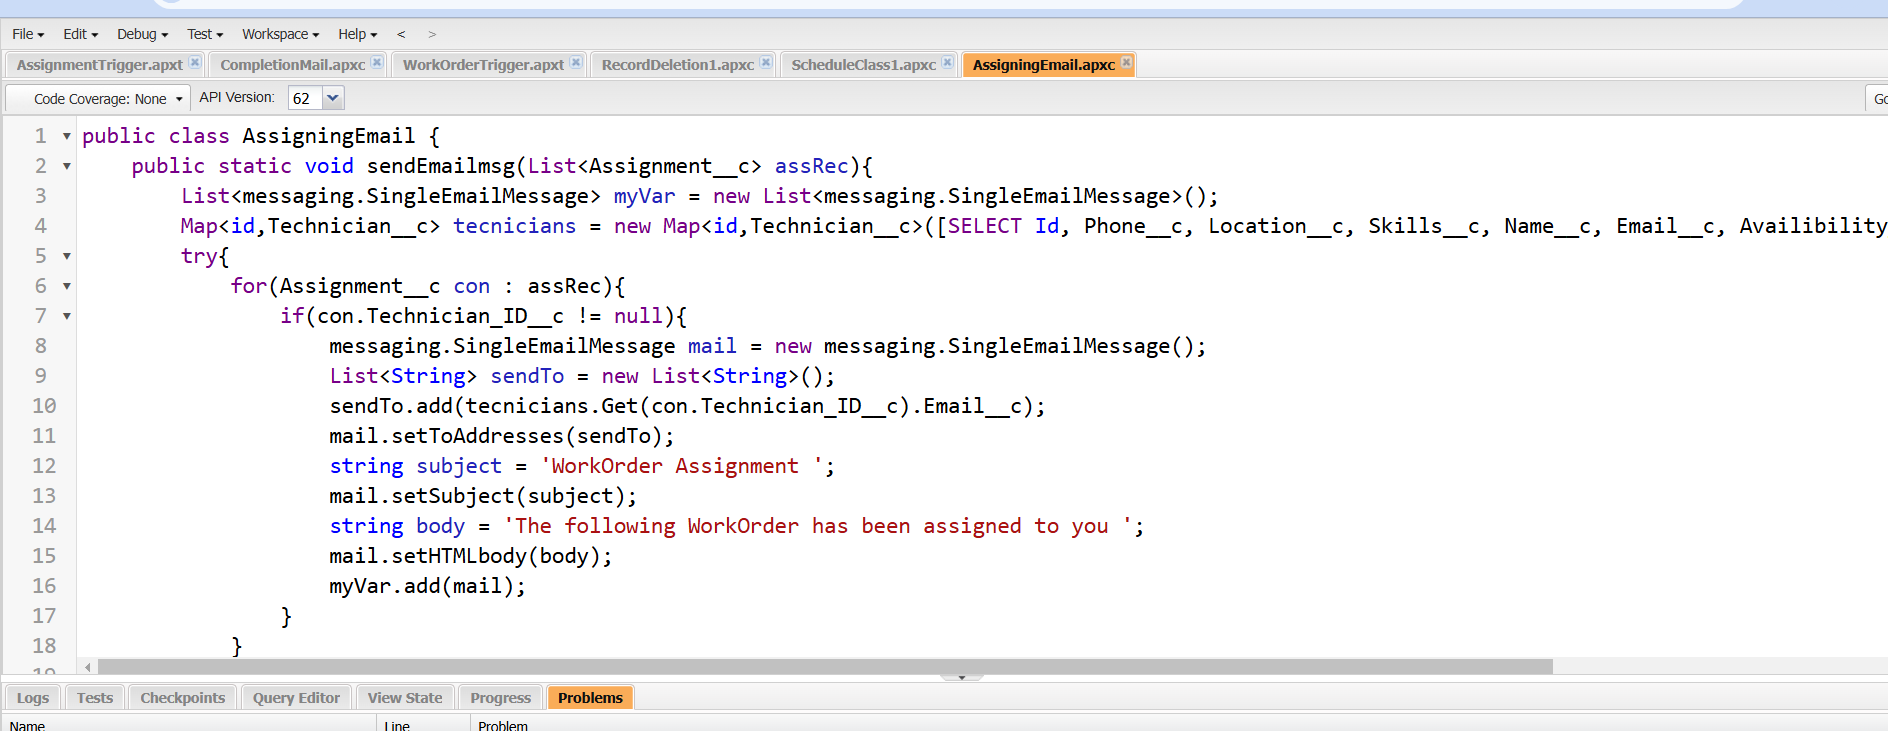 File Edit Debug Test Workspace Help < >
AssignmentTrigger.apxt CompletionMail.apxc WorkOrderTrigger.apxt RecordDeletion1.apxc ScheduleClass1.apxc AssigningEmail.apxc
Code Coverage: None API Version: 62 Go
1 public class AssigningEmail {
2 public static void sendEmailmsg(List<Assignment__c> assRec){
3 List<messaging.SingleEmailMessage> myVar = new List<messaging.SingleEmailMessage>();
4 Map<id,Technician__c> tecnicians = new Map<id,Technician__c>([SELECT Id, Phone__c, Location__c, Skills__c, Name__c, Email__c, Availibility
5 try{
6 for(Assignment__c con : assRec){
7 if(con.Technician_ID__c != null){
8 messaging.SingleEmailMessage mail = new messaging.SingleEmailMessage();
9 List<String> sendTo = new List<String>();
10 sendTo.add(tecnicians.Get(con.Technician_ID__c).Email__c);
11 mail.setToAddresses(sendTo);
12 string subject = 'WorkOrder Assignment ';
13 mail.setSubject(subject);
14 string body = 'The following WorkOrder has been assigned to you ';
15 mail.setHTMLbody(body);
16 myVar.add(mail);
17 }
18 }
19
Logs Tests Checkpoints Query Editor View State Progress Problems
Name Line Problem